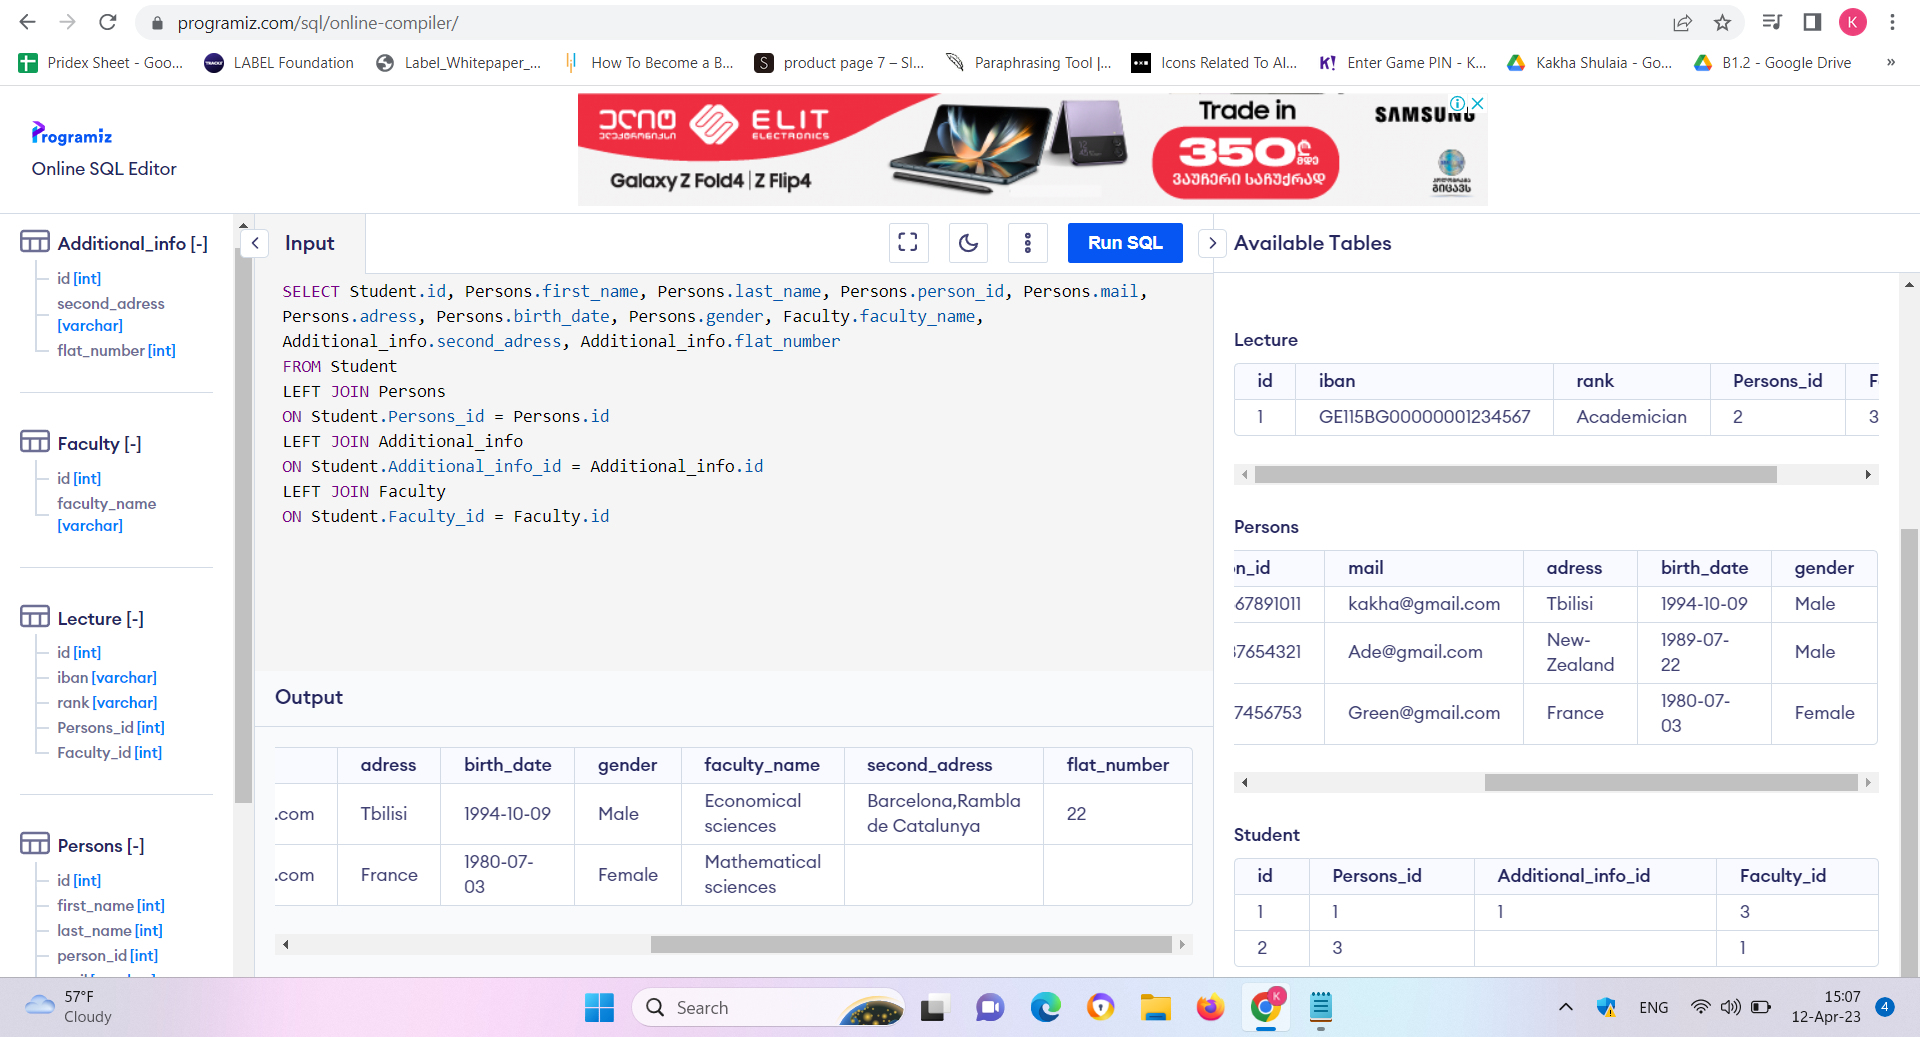 programiz.com/sql/online-compiler/
K
Pridex Sheet - Goo...
LABEL Foundation
Label_Whitepaper_...
How To Become a B...
product page 7 – Sl...
Paraphrasing Tool |...
Icons Related To Al...
Enter Game PIN - K...
Kakha Shulaia - Go...
B1.2 - Google Drive
»
Programiz
Online SQL Editor
ელიტ
ელექტრონიქსი
ELIT
ELECTRONICS
Galaxy Z Fold4 | Z Flip4
Trade in
350₾
მდე
ვაუჩერი საჩუქრად
SAMSUNG
გიცავს
Additional_info [-]
id [int]
second_adress
[varchar]
flat_number [int]
Faculty [-]
id [int]
faculty_name
[varchar]
Lecture [-]
id [int]
iban [varchar]
rank [varchar]
Persons_id [int]
Faculty_id [int]
Persons [-]
id [int]
first_name [int]
last_name [int]
person_id [int]
Input
Run SQL
SELECT Student.id, Persons.first_name, Persons.last_name, Persons.person_id, Persons.mail,
Persons.adress, Persons.birth_date, Persons.gender, Faculty.faculty_name,
Additional_info.second_adress, Additional_info.flat_number
FROM Student
LEFT JOIN Persons
ON Student.Persons_id = Persons.id
LEFT JOIN Additional_info
ON Student.Additional_info_id = Additional_info.id
LEFT JOIN Faculty
ON Student.Faculty_id = Faculty.id
Output
adress birth_date gender faculty_name second_adress flat_number
.com Tbilisi 1994-10-09 Male Economical sciences Barcelona,Rambla de Catalunya 22
.com France 1980-07-03 Female Mathematical sciences
Available Tables
Lecture
id iban rank Persons_id F
1 GE115BG00000001234567 Academician 2 3
Persons
n_id mail adress birth_date gender
67891011 kakha@gmail.com Tbilisi 1994-10-09 Male
37654321 Ade@gmail.com New-Zealand 1989-07-22 Male
7456753 Green@gmail.com France 1980-07-03 Female
Student
id Persons_id Additional_info_id Faculty_id
1 1 1 3
2 3 1
57°F
Cloudy
Search
K
ENG
15:07
12-Apr-23
4